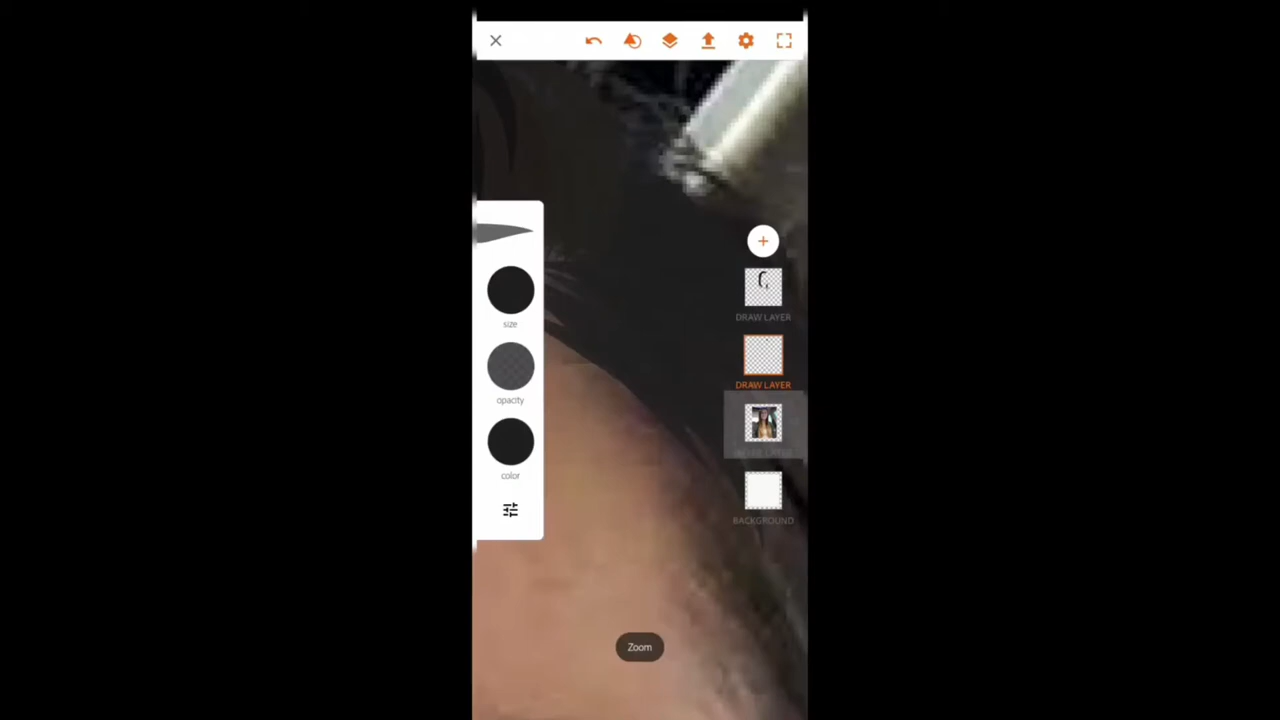 size
DRAW LAYER
DRAW LAYER
opacity
color
BACKGROUND
Zoom